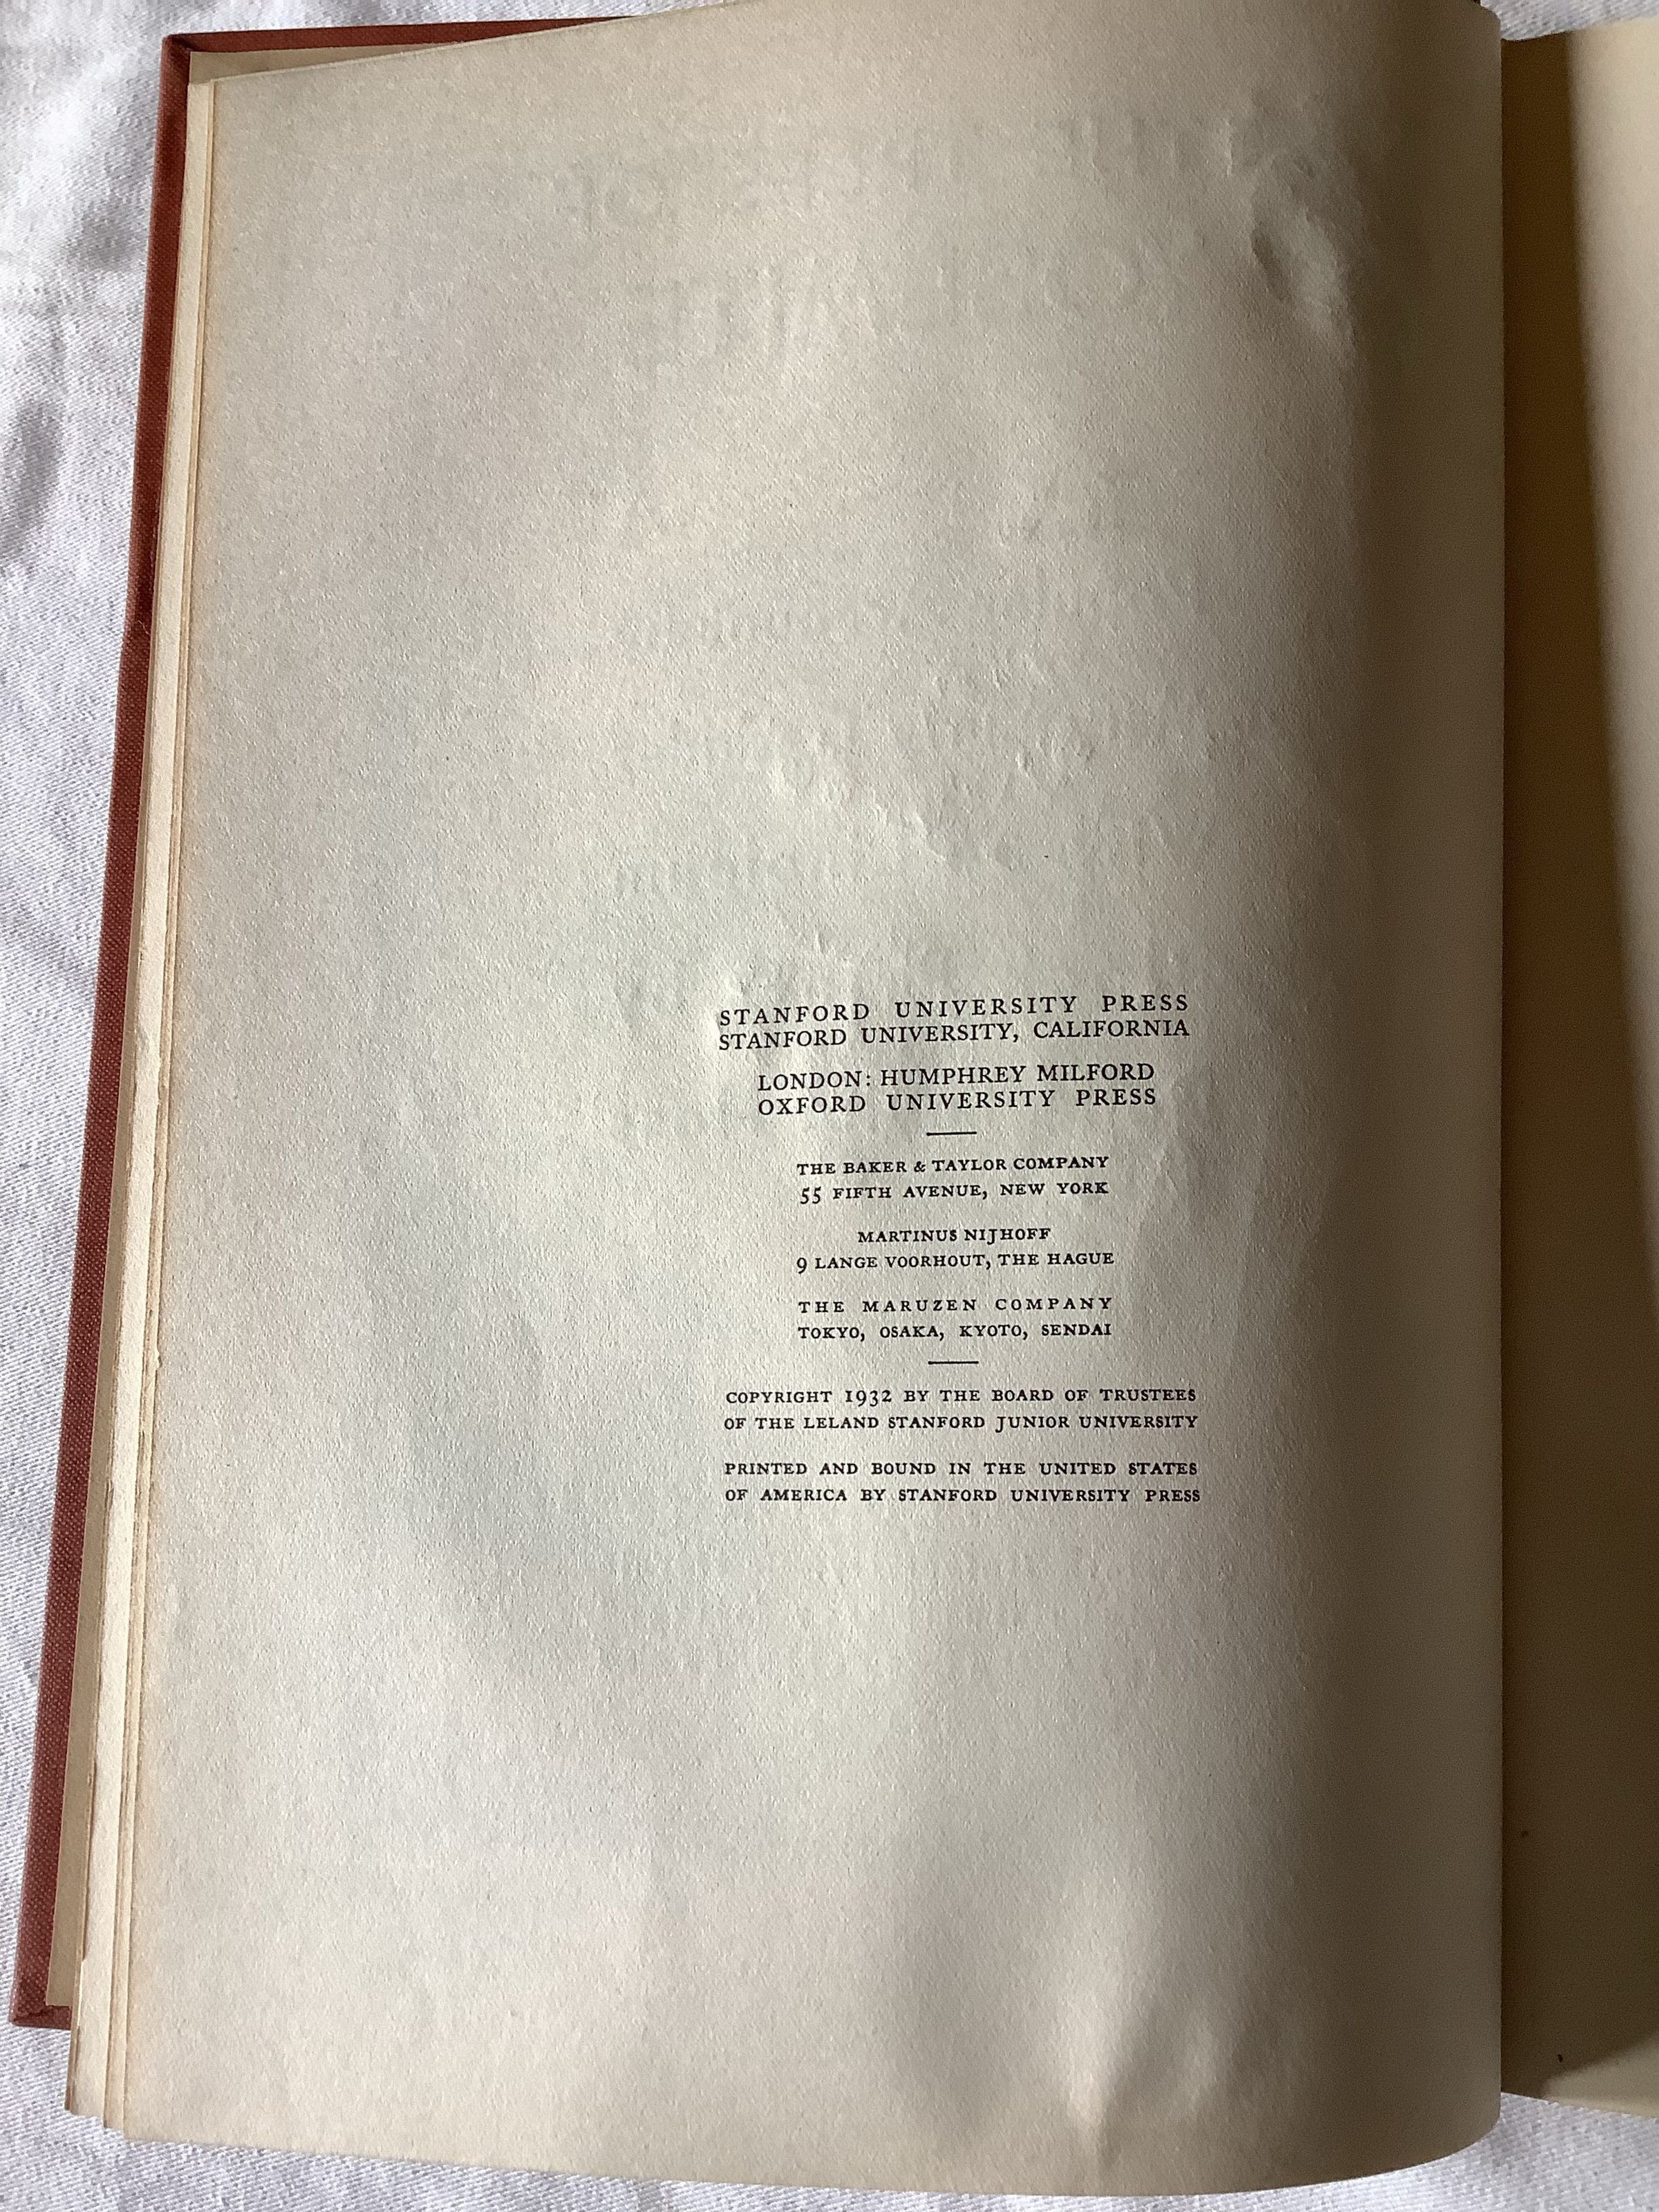 STANFORD UNIVERSITY PRESS
STANFORD UNIVERSITY, CALIFORNIA
LONDON: HUMPHREY MILFORD
OXFORD UNIVERSITY PRESS
THE BAKER & TAYLOR COMPANY
55 FIFTH AVENUE, NEW YORK
MARTINUS NIJHOFF
9 LANGE VOORHOUT, THE HAGUE
THE MARUZEN COMPANY
TOKYO, OSAKA, KYOTO, SENDAI
COPYRIGHT 1932 BY THE BOARD OF TRUSTEES
OF THE LELAND STANFORD JUNIOR UNIVERSITY
PRINTED AND BOUND IN THE UNITED STATES
OF AMERICA BY STANFORD UNIVERSITY PRESS